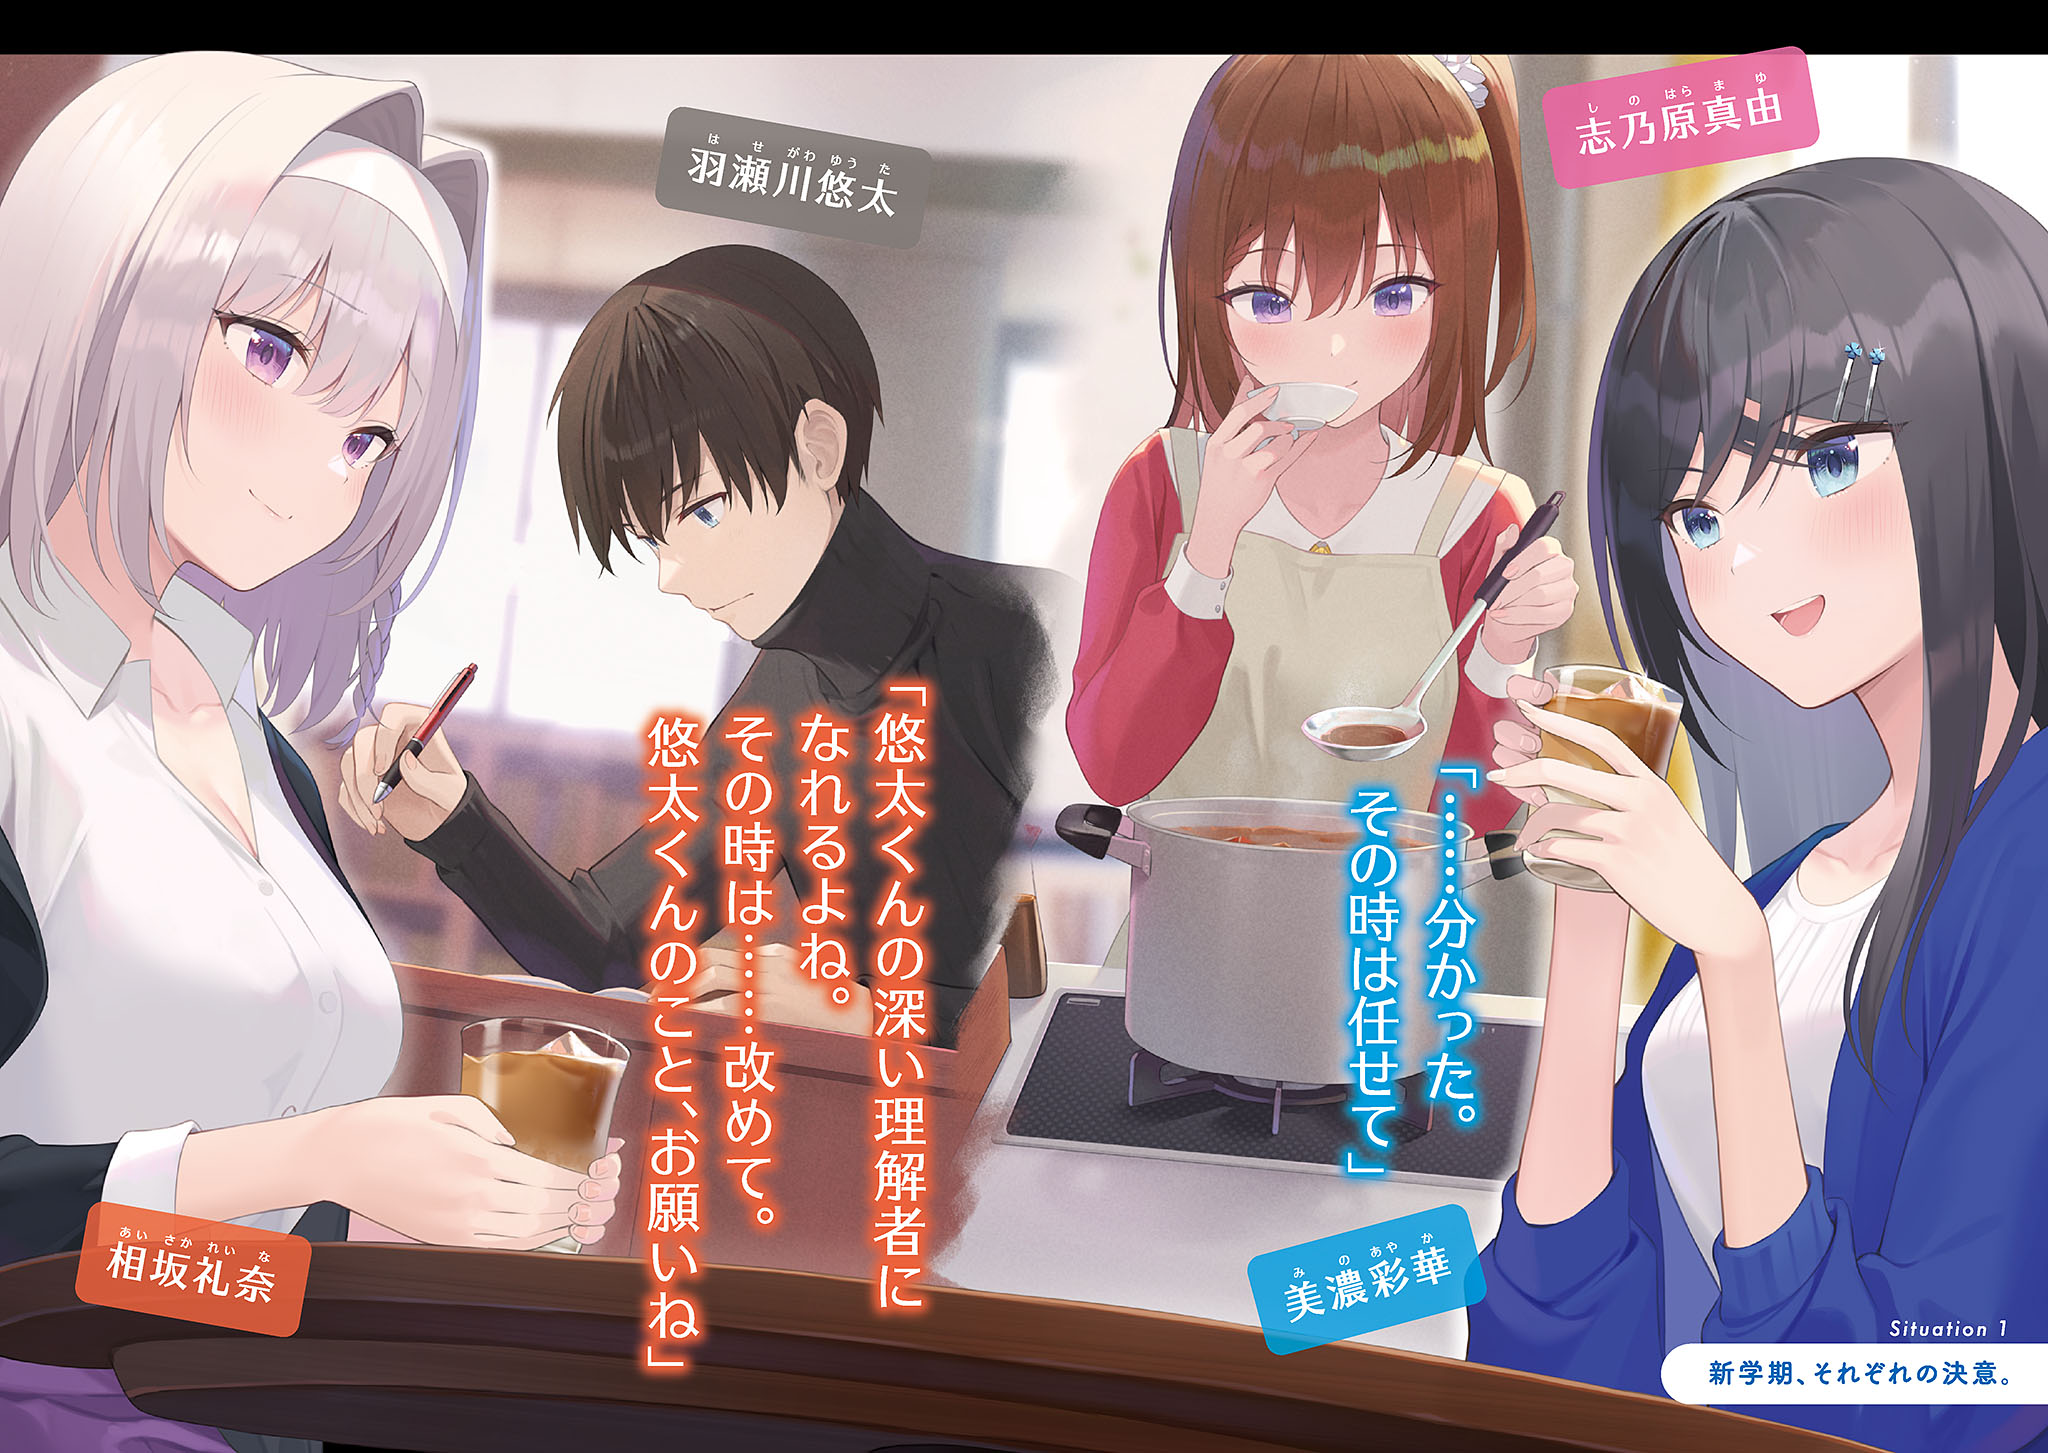 しのはらまゆ
志乃原真由
はせがわゆうた
羽瀬川悠太
「……分かった。
その時は任せて」
みのあやか
美濃彩華
「悠太くんの深い理解者に
なれるよね。
その時は……改めて。
悠太くんのこと、お願いね」
あいさかれいな
相坂礼奈
Situation 1
新学期、それぞれの決意。